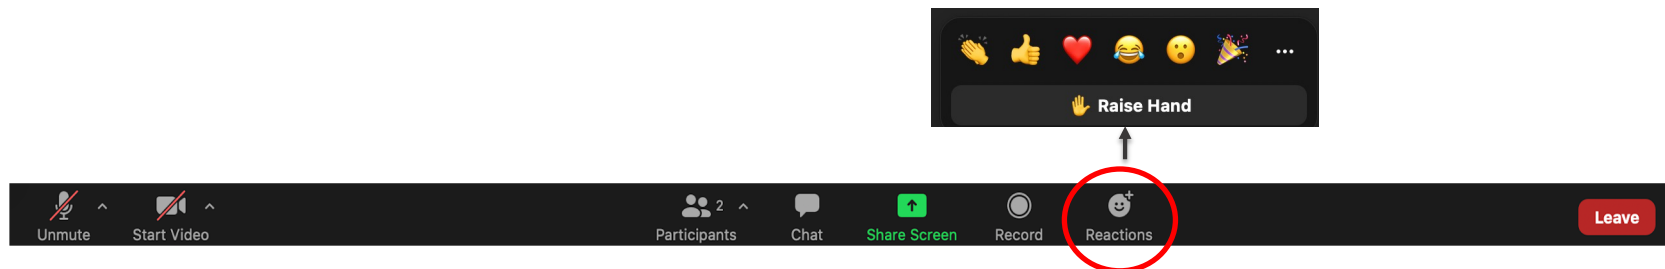 Raise Hand
Unmute
Start Video
2
Participants
Chat
Share Screen
Record
Reactions
Leave